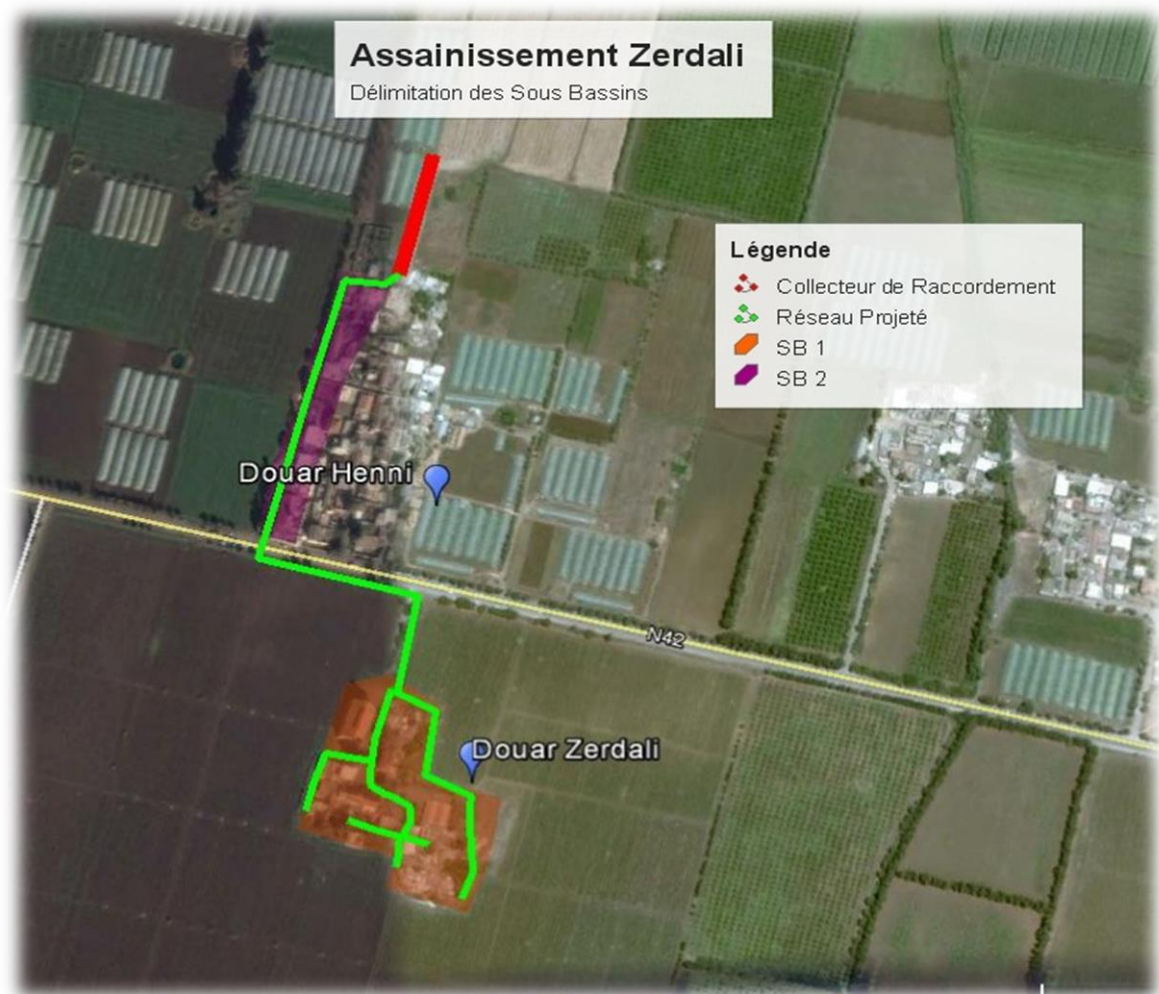 Assainissement Zerdali
Délimitation des Sous Bassins
Légende
Collecteur de Raccordement
Réseau Projeté
SB 1
SB 2
Douar Henni
N42
Douar Zerdali